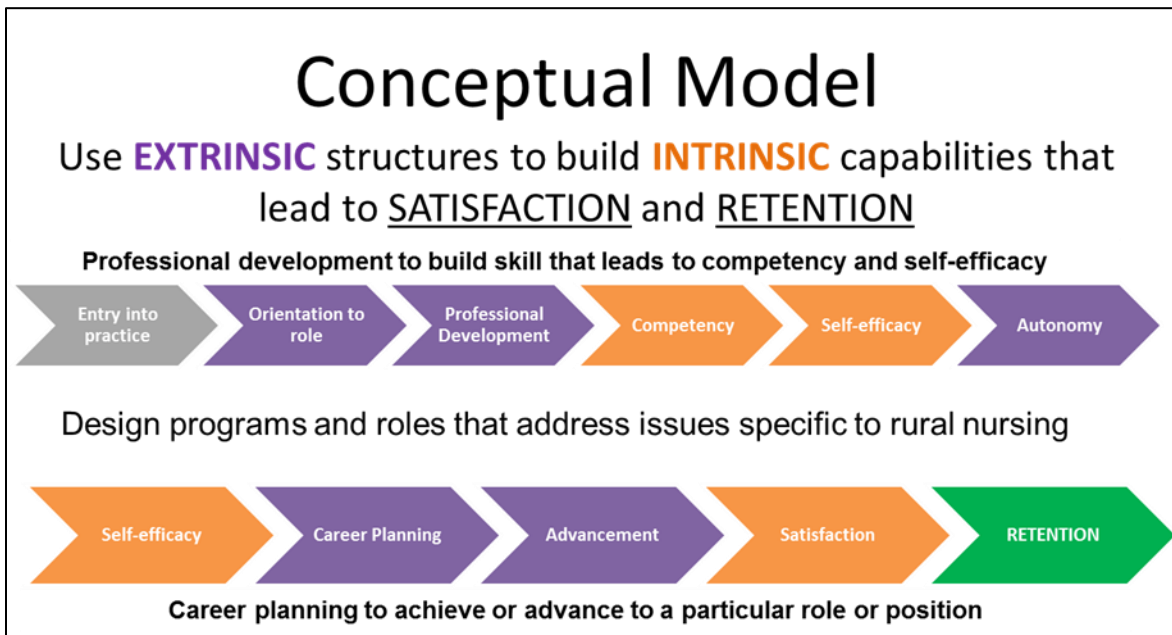 Conceptual Model
Use EXTRINSIC structures to build INTRINSIC capabilities that
lead to SATISFACTION and RETENTION
Professional development to build skill that leads to competency and self-efficacy
Entry into
practice
Orientation to
role
Professional
Development
Competency
Self-efficacy
Autonomy
Design programs and roles that address issues specific to rural nursing
Self-efficacy
Career Planning
Advancement
Satisfaction
RETENTION
Career planning to achieve or advance to a particular role or position